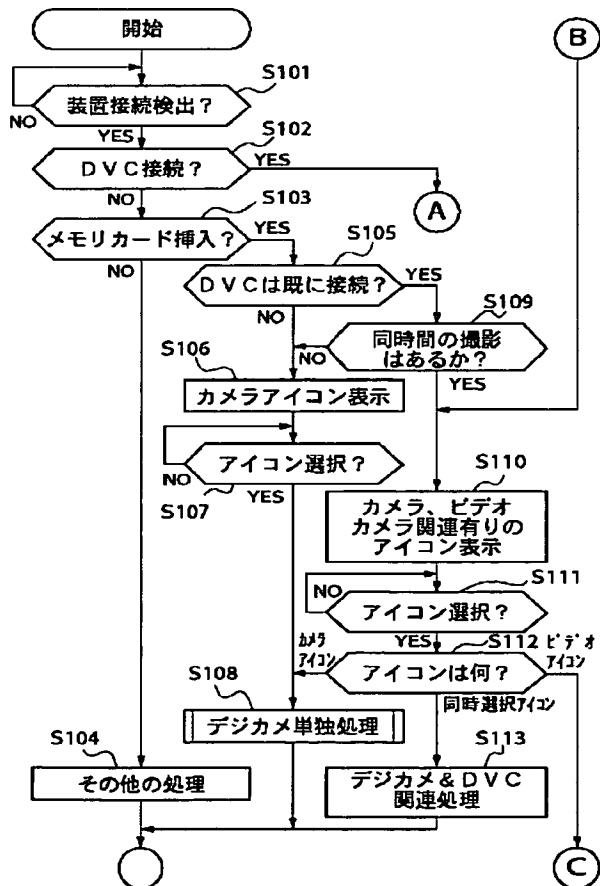 開始
B
S101
装置接続検出?
NO
YES
S102
DVC接続?
YES
NO
A
S103
メモリカード挿入?
YES
NO
S105
DVCは既に接続?
YES
NO
S109
同時間の撮影
はあるか?
NO
YES
S106
カメラアイコン表示
アイコン選択?
NO
YES
S107
S110
カメラ、ビデオ
カメラ関連有りの
アイコン表示
S111
NO
アイコン選択?
YES
S112
ビデオ
アイコン
カメラ
アイコン
アイコンは何?
同時選択アイコン
S108
デジカメ単独処理
S104
その他の処理
S113
デジカメ&DVC
関連処理
C